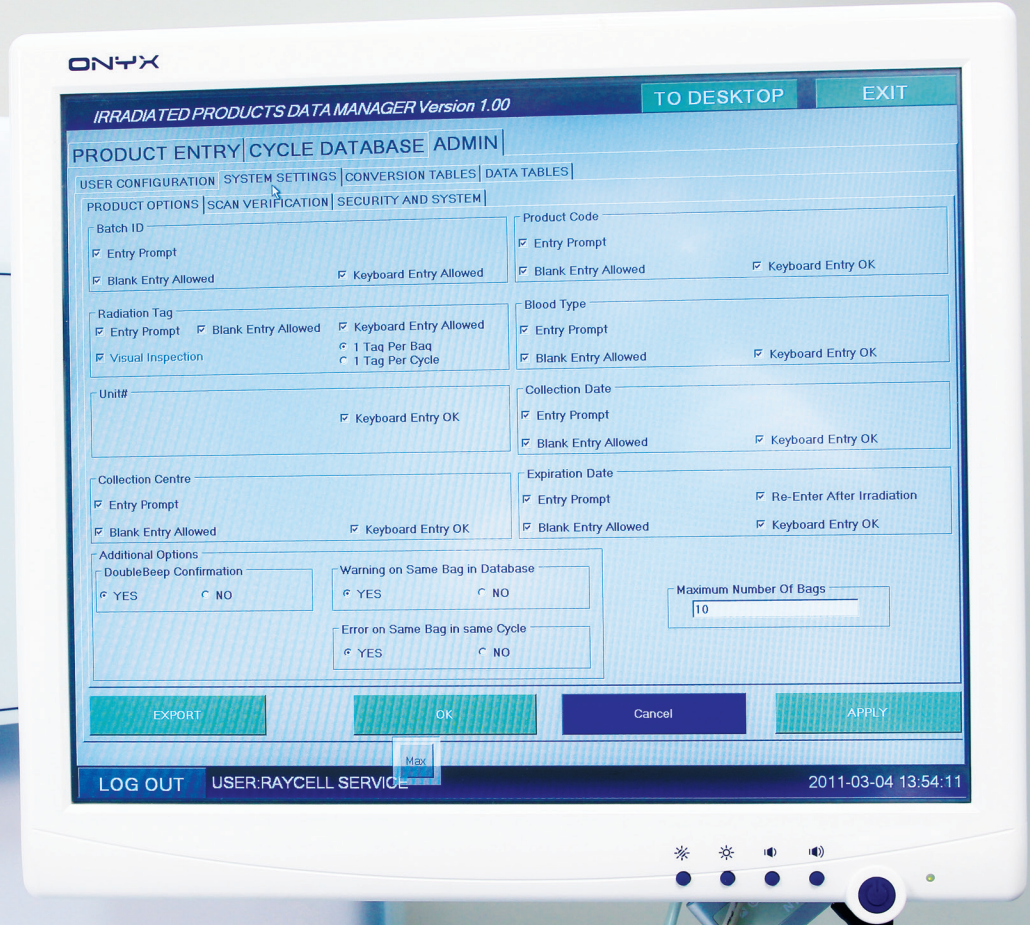 ONYX
IRRADIATED PRODUCTS DATA MANAGER Version 1.00
TO DESKTOP
EXIT
PRODUCT ENTRY CYCLE DATABASE ADMIN
USER CONFIGURATION SYSTEM SETTINGS CONVERSION TABLES DATA TABLES
PRODUCT OPTIONS SCAN VERIFICATION SECURITY AND SYSTEM
Batch ID
Entry Prompt
Blank Entry Allowed Keyboard Entry Allowed
Product Code
Entry Prompt
Blank Entry Allowed Keyboard Entry OK
Radiation Tag
Entry Prompt Blank Entry Allowed Keyboard Entry Allowed
Visual Inspection
1 Tag Per Bag
1 Tag Per Cycle
Blood Type
Entry Prompt
Blank Entry Allowed Keyboard Entry OK
Unit#
Keyboard Entry OK
Collection Date
Entry Prompt
Blank Entry Allowed Keyboard Entry OK
Collection Centre
Entry Prompt
Blank Entry Allowed Keyboard Entry OK
Expiration Date
Entry Prompt Re-Enter After Irradiation
Blank Entry Allowed Keyboard Entry OK
Additional Options
DoubleBeep Confirmation
YES NO
Warning on Same Bag in Database
YES NO
Error on Same Bag in same Cycle
YES NO
Maximum Number Of Bags
10
EXPORT OK Cancel APPLY
Max
LOG OUT USER:RAYCELL SERVICE 2011-03-04 13:54:11